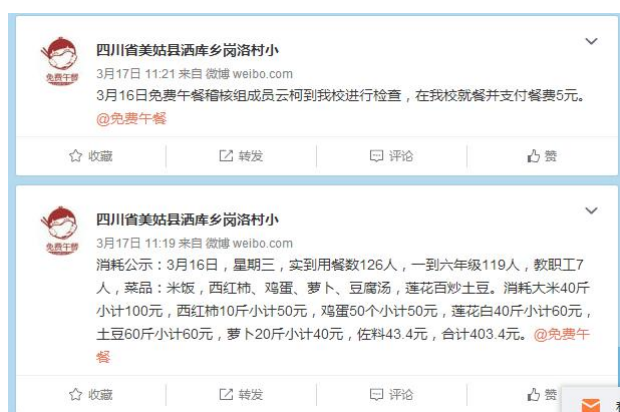 四川省美姑县洒库乡岗洛村小
免费午餐
3月17日 11:21 来自 微博 weibo.com
3月16日免费午餐稽核组成员云柯到我校进行检查，在我校就餐并支付餐费5元。
@免费午餐
收藏 转发 评论 赞
四川省美姑县洒库乡岗洛村小
免费午餐
3月17日 11:19 来自 微博 weibo.com
消耗公示：3月16日，星期三，实到用餐数126人，一到六年级119人，教职工7
人，菜品：米饭，西红柿、鸡蛋、萝卜、豆腐汤，莲花百炒土豆。消耗大米40斤
小计100元，西红柿10斤小计50元，鸡蛋50个小计50元，莲花白40斤小计60元，
土豆60斤小计60元，萝卜20斤小计40元，佐料43.4元，合计403.4元。@免费午
餐
收藏 转发 评论 赞